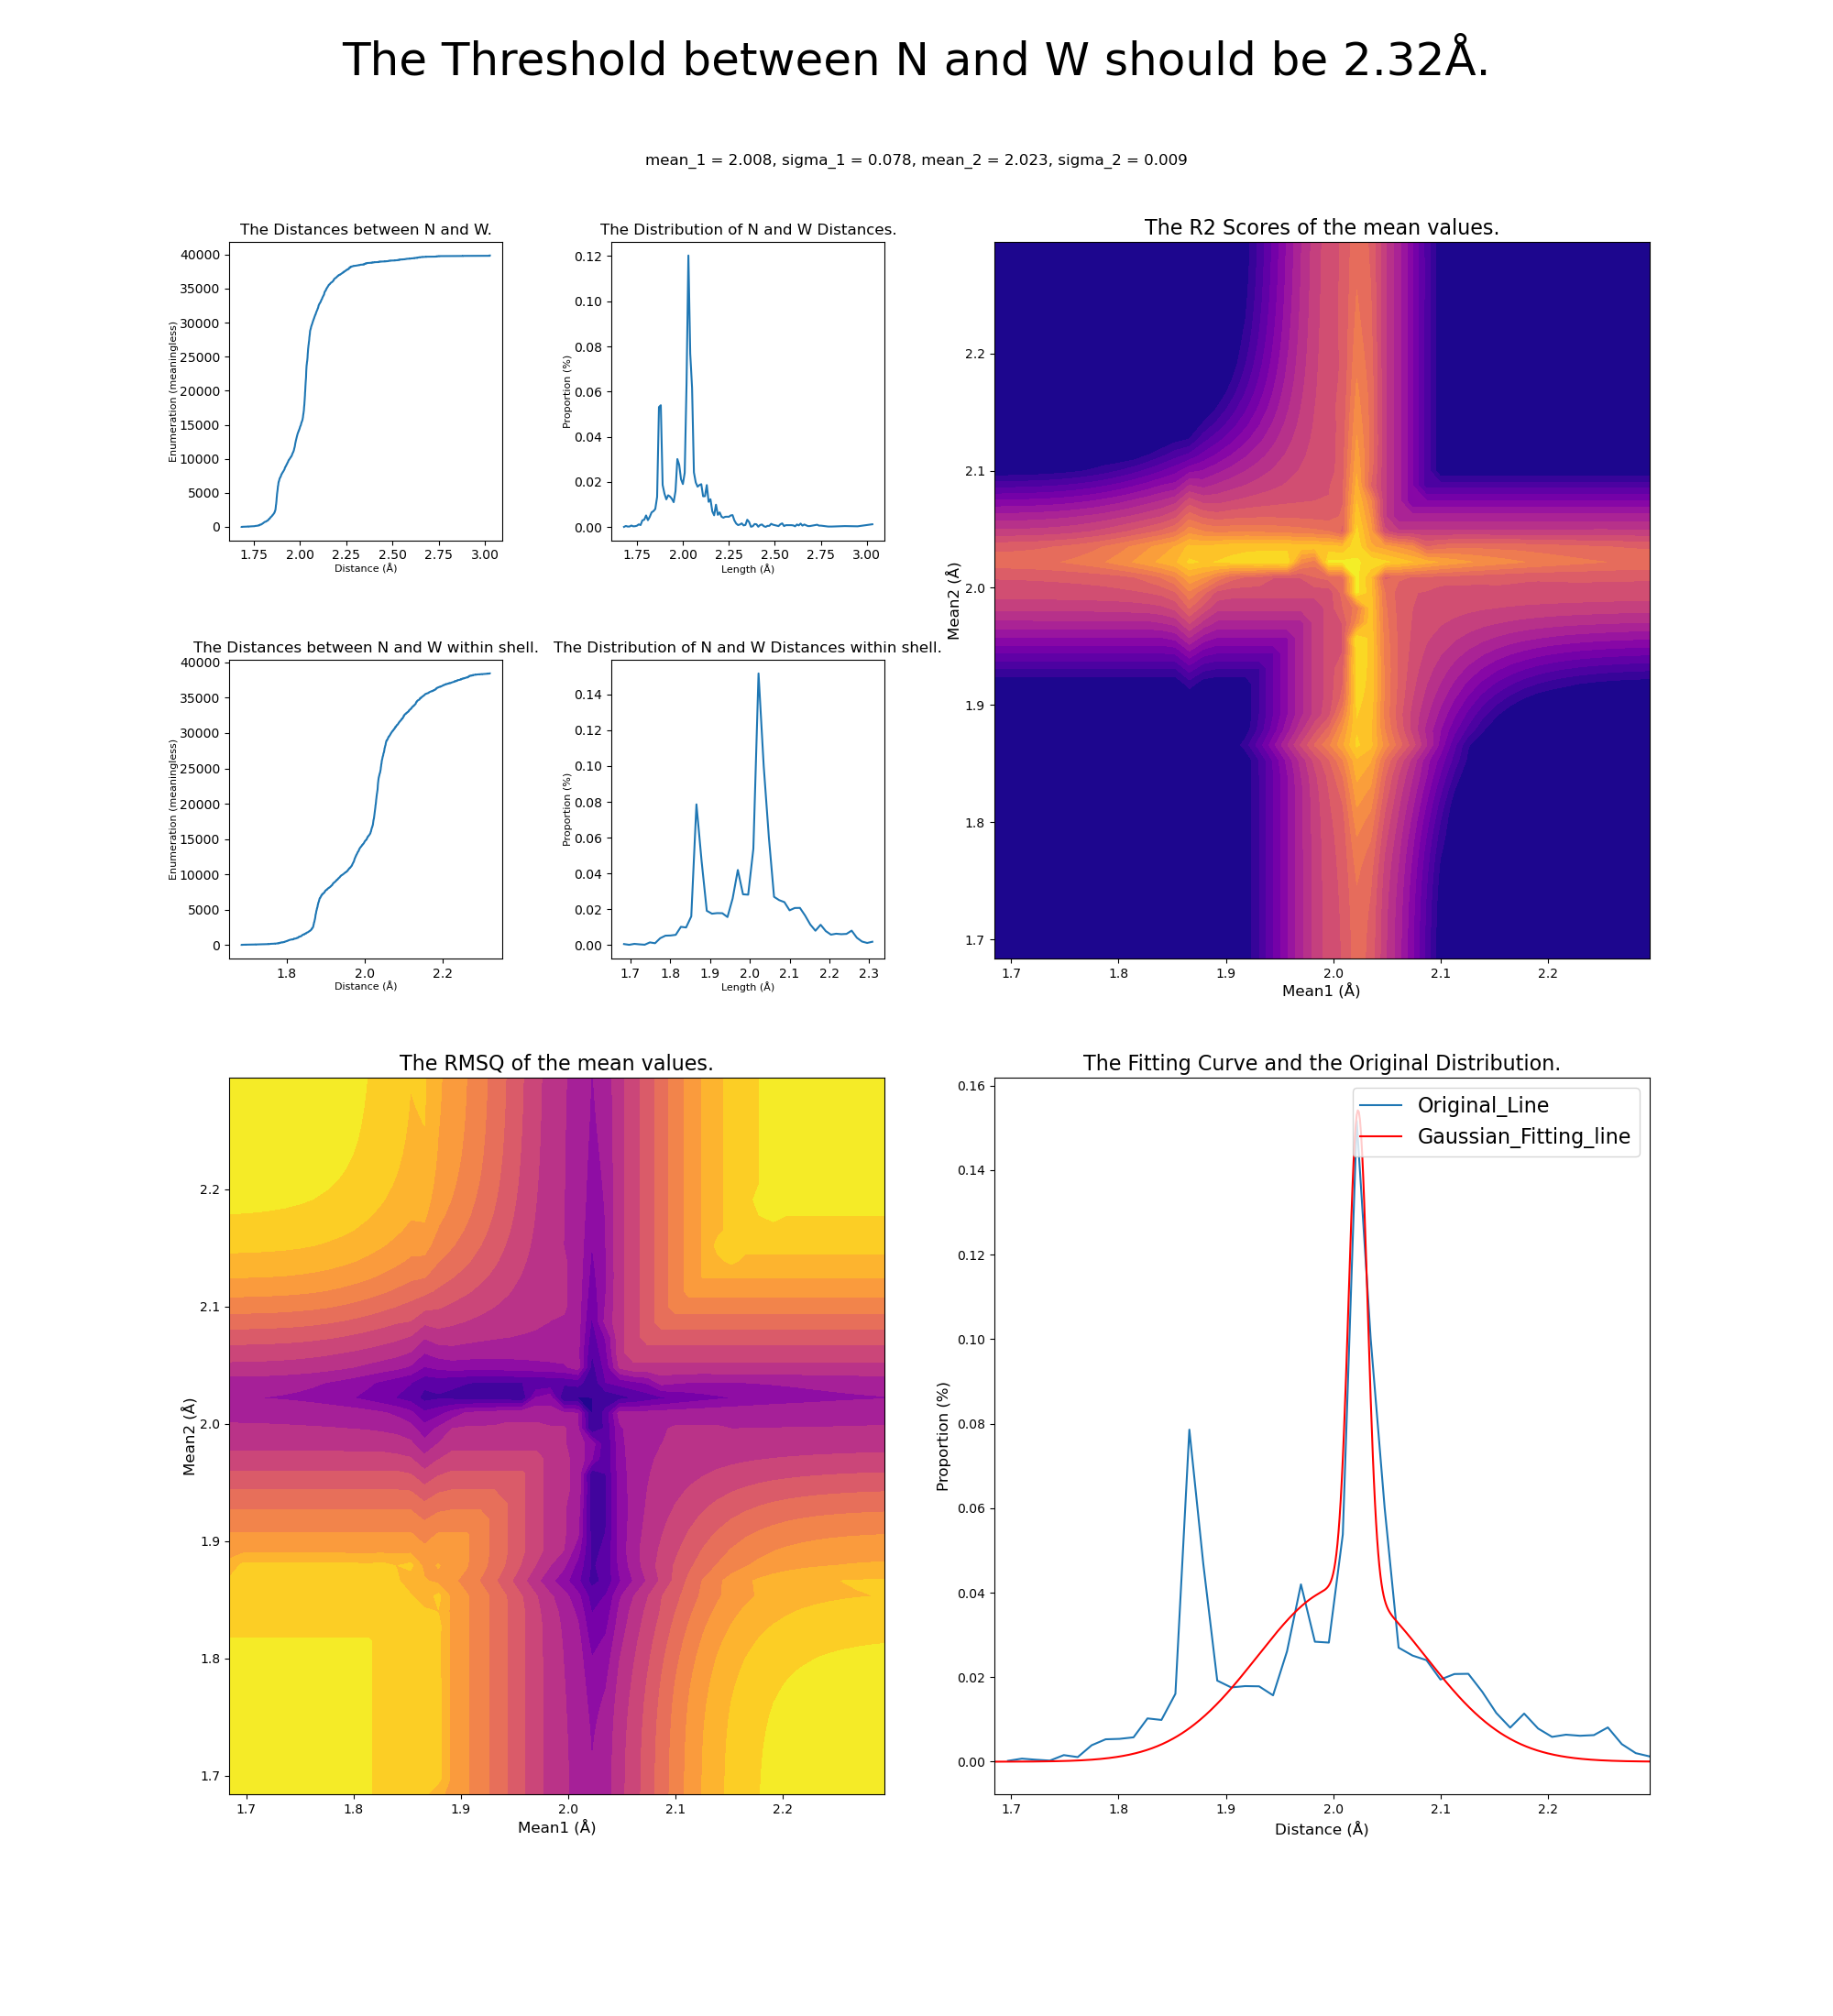 The Threshold between N and W should be 2.32Å.
mean_1 = 2.008, sigma_1 = 0.078, mean_2 = 2.023, sigma_2 = 0.009
The Distances between N and W.
40000
35000
30000
25000
20000
15000
10000
5000
0
Enumeration (meaningless)
1.75 2.00 2.25 2.50 2.75 3.00
Distance (Å)
The Distribution of N and W Distances.
0.12
0.10
0.08
0.06
0.04
0.02
0.00
Proportion (%)
1.75 2.00 2.25 2.50 2.75 3.00
Length (Å)
The R2 Scores of the mean values.
2.2
2.1
2.0
1.9
1.8
1.7
Mean2 (Å)
1.7 1.8 1.9 2.0 2.1 2.2
Mean1 (Å)
The Distances between N and W within shell.
40000
35000
30000
25000
20000
15000
10000
5000
0
Enumeration (meaningless)
1.8 2.0 2.2
Distance (Å)
The Distribution of N and W Distances within shell.
0.14
0.12
0.10
0.08
0.06
0.04
0.02
0.00
Proportion (%)
1.7 1.8 1.9 2.0 2.1 2.2 2.3
Length (Å)
The RMSQ of the mean values.
2.2
2.1
2.0
1.9
1.8
1.7
Mean2 (Å)
1.7 1.8 1.9 2.0 2.1 2.2
Mean1 (Å)
The Fitting Curve and the Original Distribution.
Original_Line
Gaussian_Fitting_line
0.16
0.14
0.12
0.10
0.08
0.06
0.04
0.02
0.00
Proportion (%)
1.7 1.8 1.9 2.0 2.1 2.2
Distance (Å)